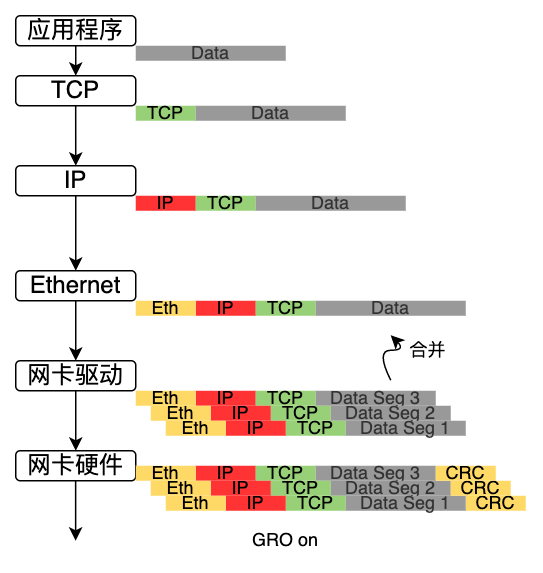 应用程序
Data
TCP
TCP Data
IP
IP TCP Data
Ethernet
Eth IP TCP Data
合并
网卡驱动
Eth IP TCP Data Seg 3
Eth IP TCP Data Seg 2
Eth IP TCP Data Seg 1
网卡硬件
Eth IP TCP Data Seg 3 CRC
Eth IP TCP Data Seg 2 CRC
Eth IP TCP Data Seg 1 CRC
GRO on